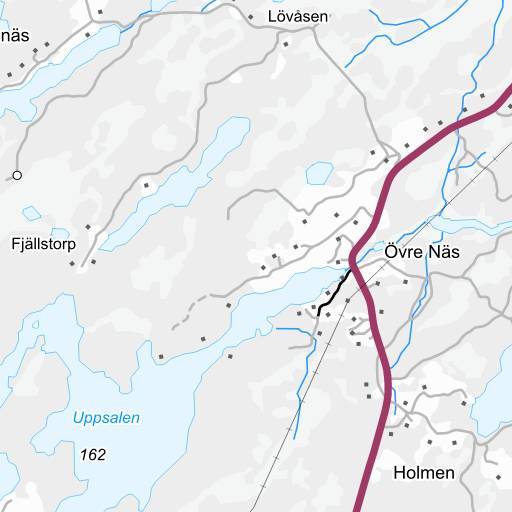 Lövåsen
näs
Fjällstorp
Övre Näs
Uppsalen
162
Holmen